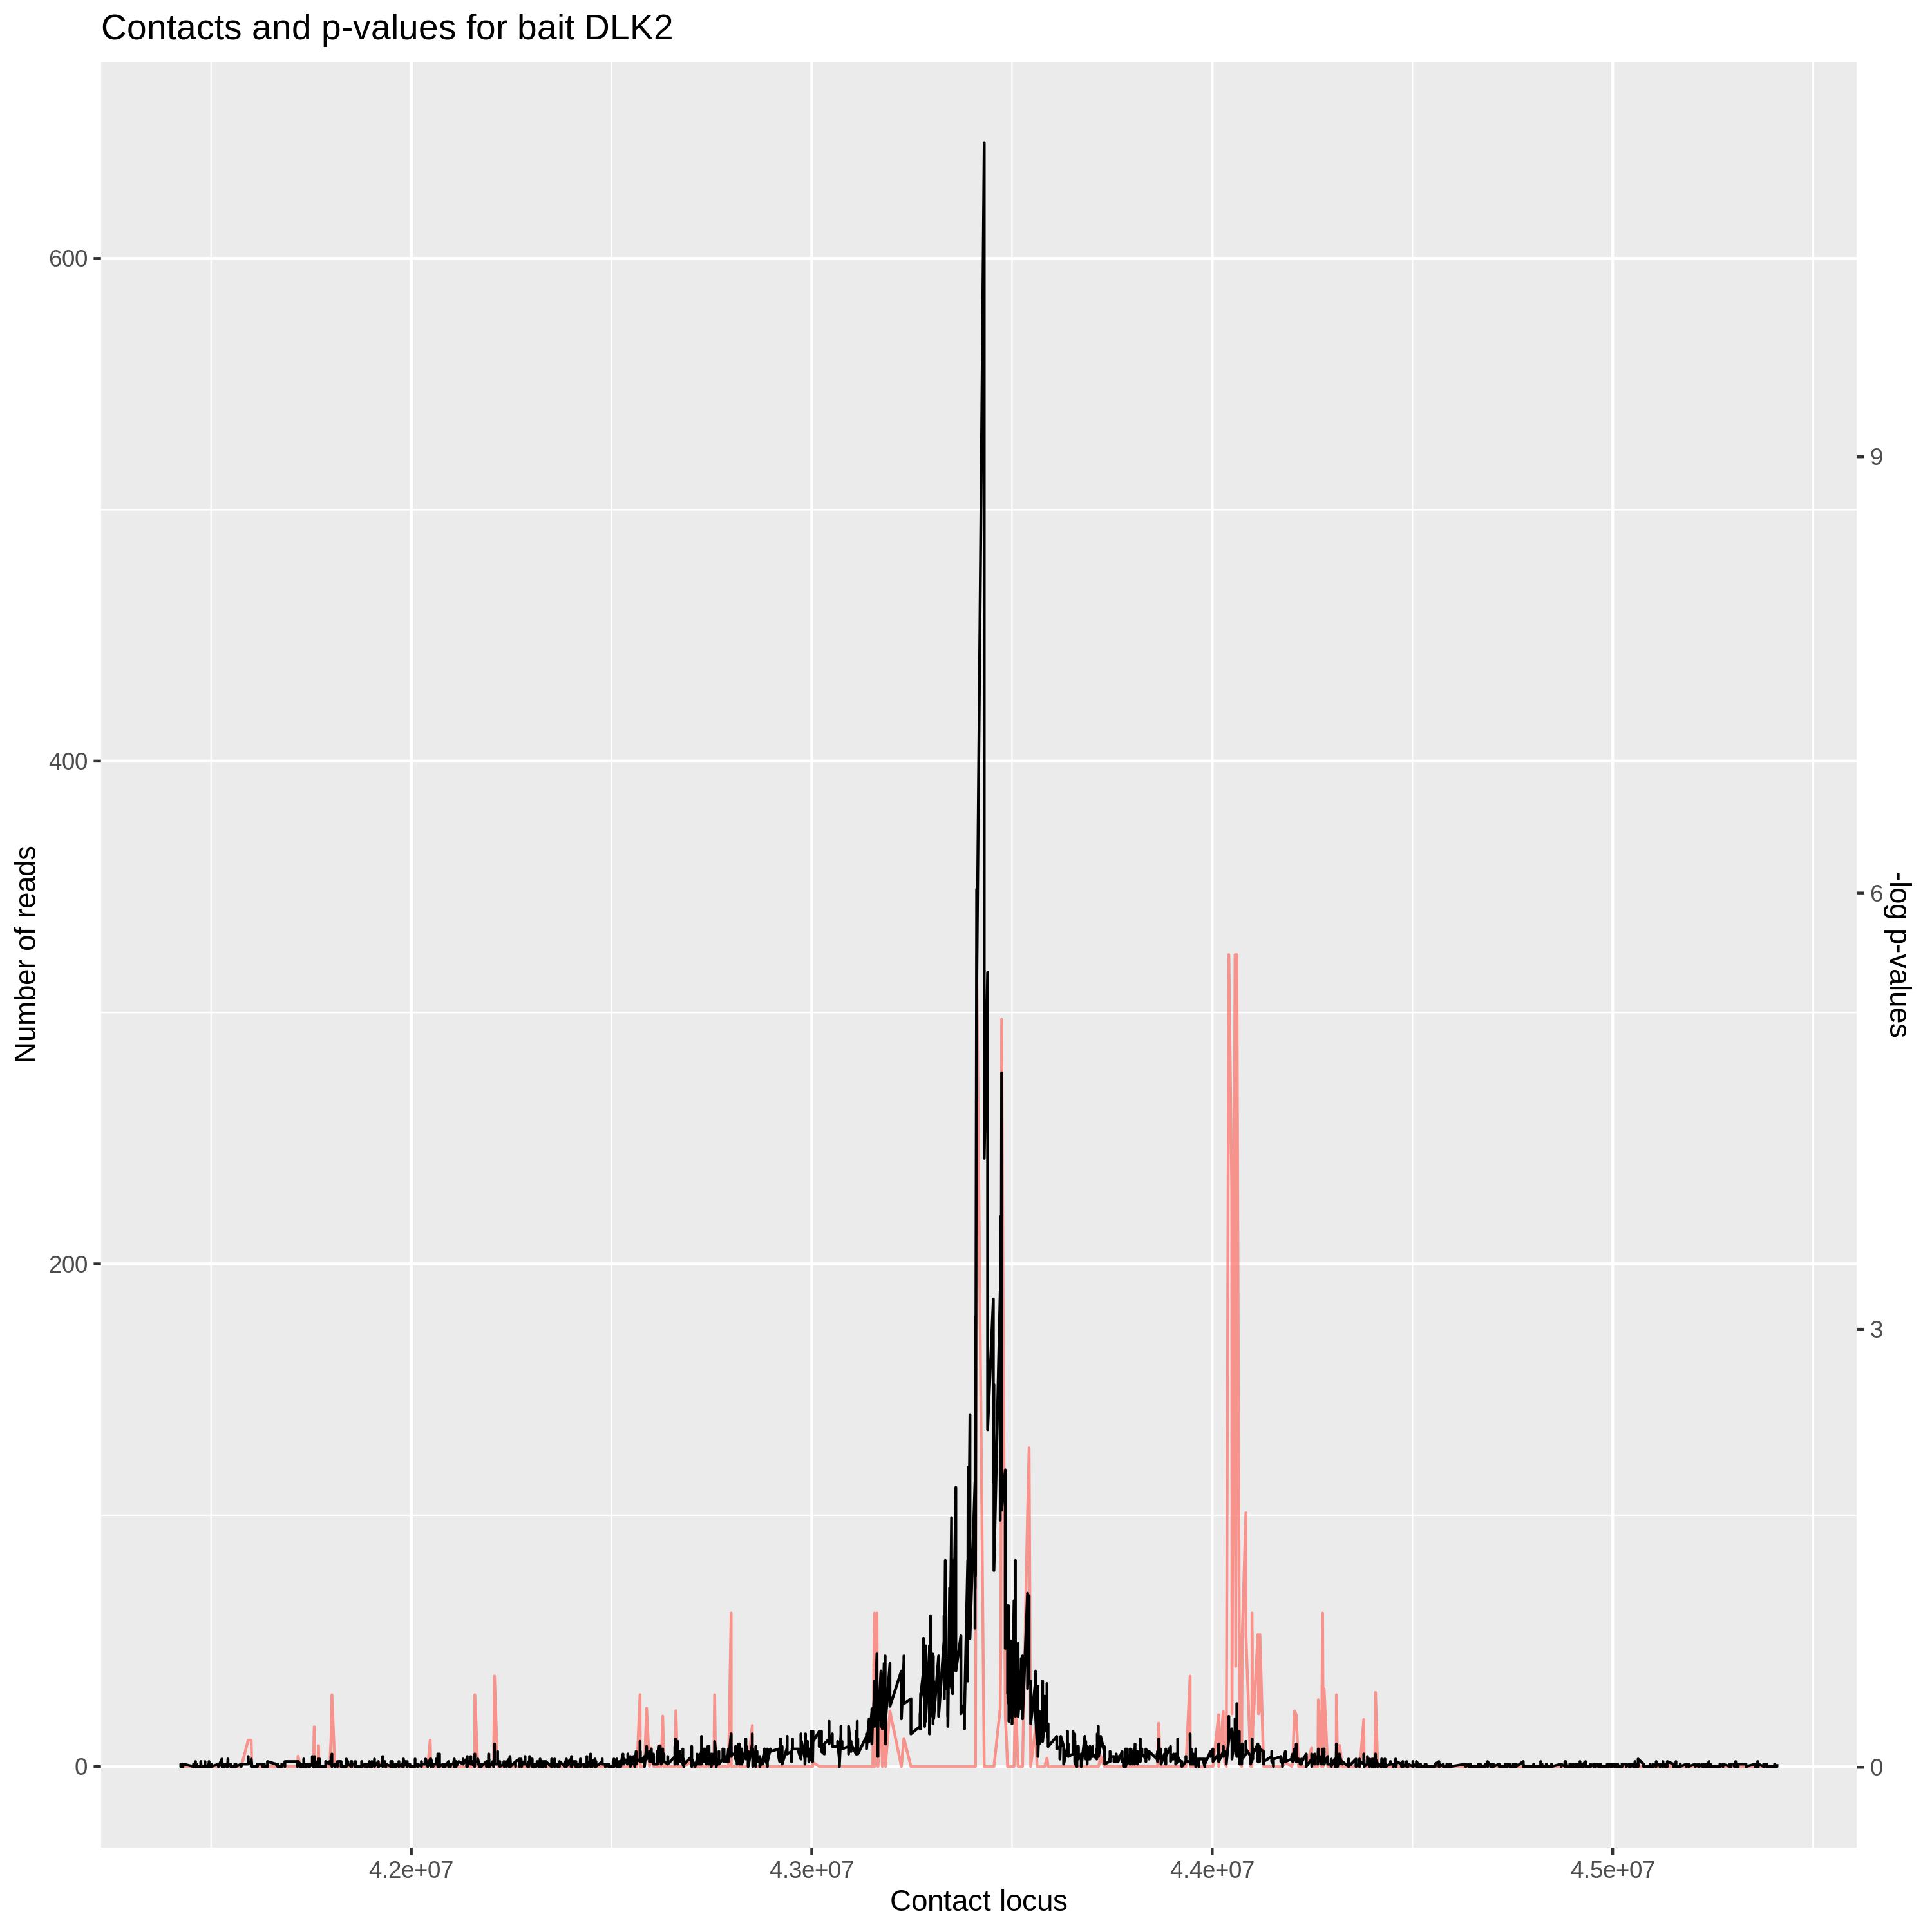 Contacts and p-values for bait DLK2
600
400
200
0
9
6
3
0
Number of reads
-log p-values
4.2e+07
4.3e+07
4.4e+07
4.5e+07
Contact locus